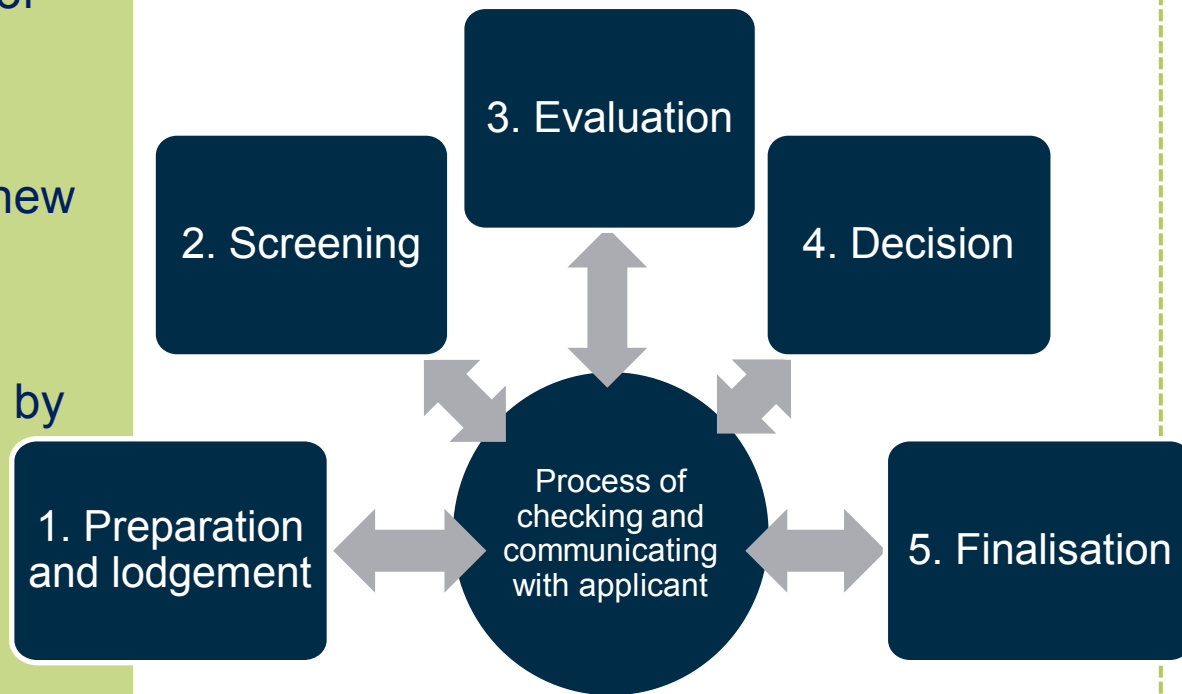 new
by
1. Preparation
and lodgement
2. Screening
3. Evaluation
4. Decision
5. Finalisation
Process of
checking and
communicating
with applicant